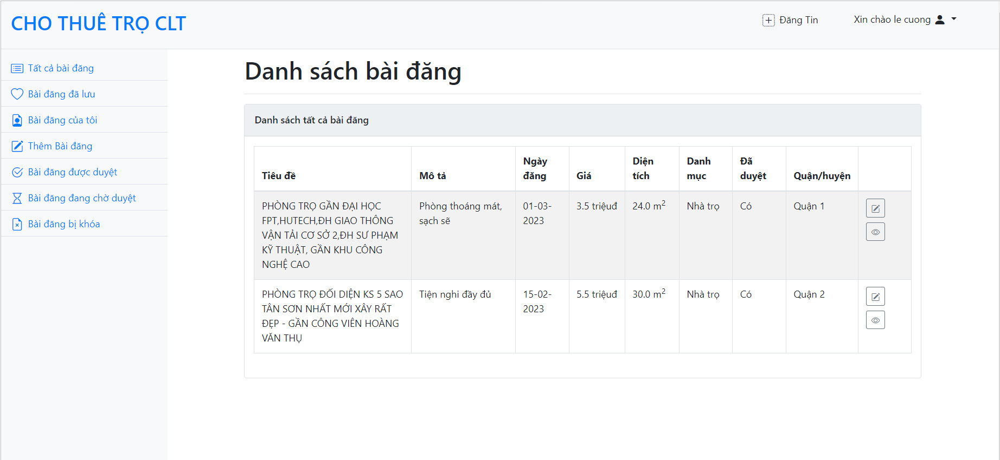 CHO THUÊ TRỌ CLT
Đăng Tin
Xin chào le cuong
Tất cả bài đăng
Bài đăng đã lưu
Bài đăng của tôi
Thêm Bài đăng
Bài đăng được duyệt
Bài đăng đang chờ duyệt
Bài đăng bị khóa
Danh sách bài đăng
Danh sách tất cả bài đăng
Tiêu đề
Mô tả
Ngày
đăng
Giá
Diện
tích
Danh
mục
Đã
duyệt
Quận/huyện
PHÒNG TRỌ GẦN ĐẠI HỌC
FPT,HUTECH,ĐH GIAO THÔNG
VẬN TẢI CƠ SỞ 2,ĐH SƯ PHẠM
KỸ THUẬT, GẦN KHU CÔNG
NGHỆ CAO
Phòng thoáng mát,
sạch sẽ
01-03-
2023
3.5 triệuđ
24.0 m²
Nhà trọ
Có
Quận 1
PHÒNG TRỌ ĐỐI DIỆN KS 5 SAO
TÂN SƠN NHẤT MỚI XÂY RẤT
ĐẸP - GẦN CÔNG VIÊN HOÀNG
VĂN THỤ
Tiện nghi đầy đủ
15-02-
2023
5.5 triệuđ
30.0 m²
Nhà trọ
Có
Quận 2